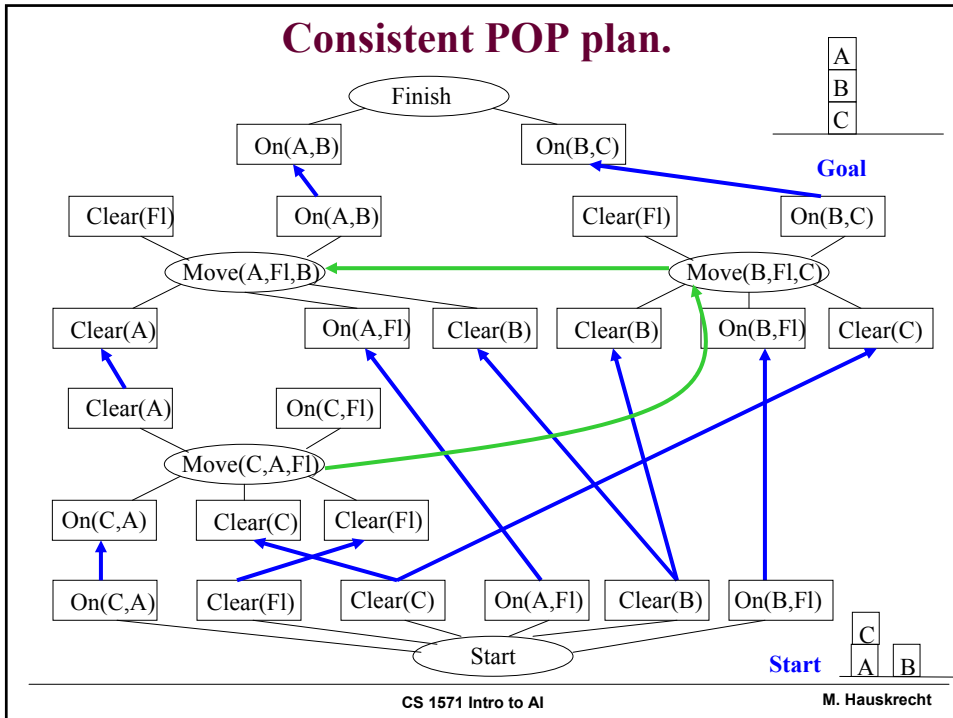 Consistent POP plan.
A
B
C
Finish
On(A,B)
On(B,C)
Goal
Clear(Fl)
On(A,B)
Clear(Fl)
On(B,C)
Move(A,Fl,B)
Move(B,Fl,C)
Clear(A)
On(A,Fl)
Clear(B)
Clear(B)
On(B,Fl)
Clear(C)
Clear(A)
On(C,Fl)
Move(C,A,Fl)
On(C,A)
Clear(C)
Clear(Fl)
On(C,A)
Clear(Fl)
Clear(C)
On(A,Fl)
Clear(B)
On(B,Fl)
Start
Start
C
A
B
CS 1571 Intro to AI
M. Hauskrecht